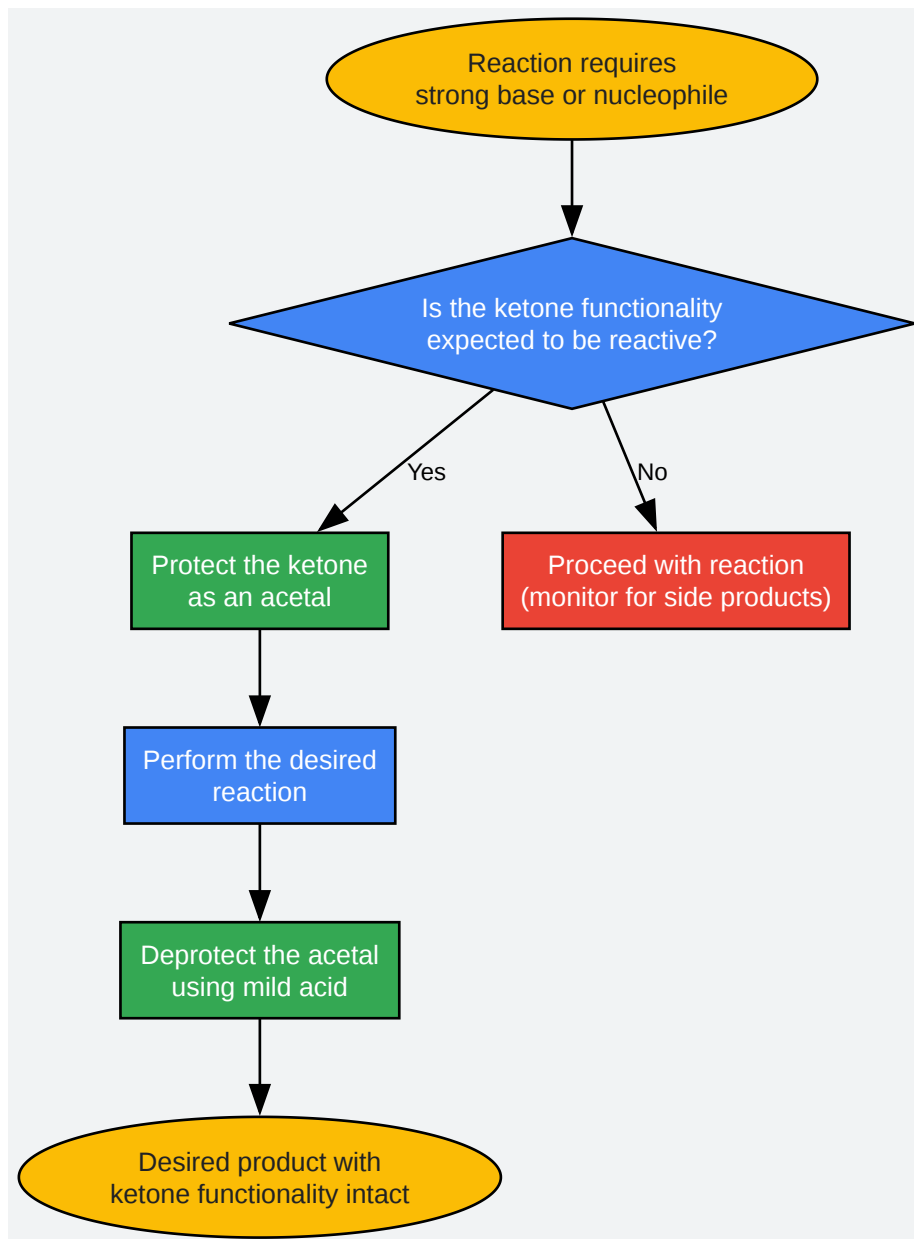 Reaction requires
strong base or nucleophile
Is the ketone functionality
expected to be reactive?
Yes
No
Protect the ketone
as an acetal
Proceed with reaction
(monitor for side products)
Perform the desired
reaction
Deprotect the acetal
using mild acid
Desired product with
ketone functionality intact